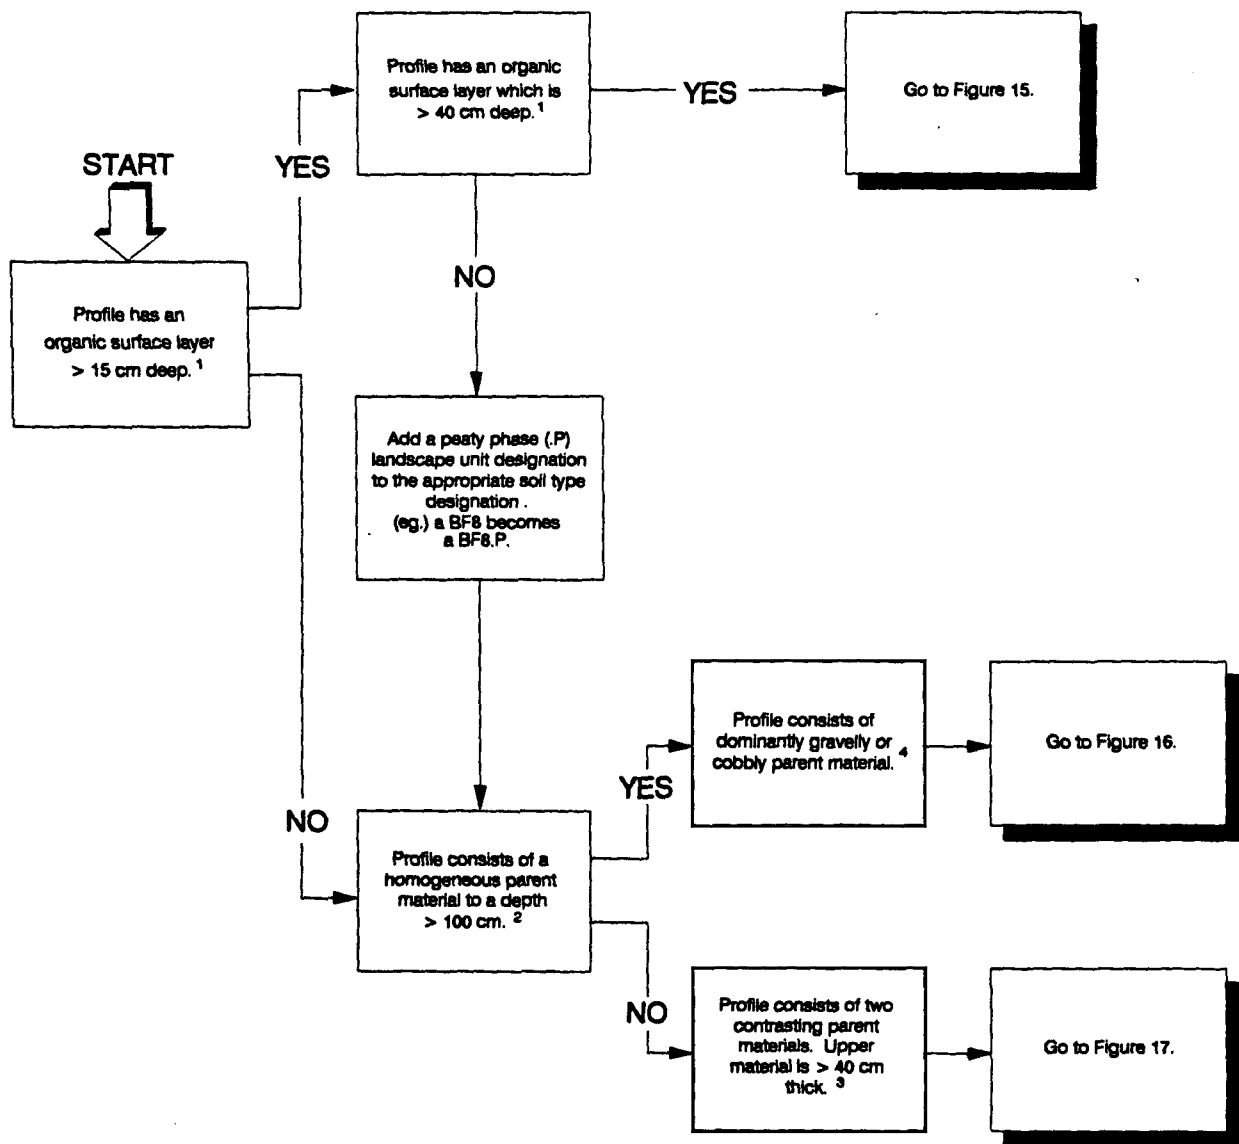 Profile has an organic
surface layer which is
> 40 cm deep. 1
YES
Go to Figure 15.
START
YES
NO
Profile has an
organic surface layer
> 15 cm deep. 1
Add a peaty phase (.P)
landscape unit designation
to the appropriate soil type
designation .
(eg.) a BF8 becomes
a BF8.P.
NO
Profile consists of a
homogeneous parent
material to a depth
> 100 cm. 2
YES
Profile consists of
dominantly gravelly or
cobbly parent material. 4
Go to Figure 16.
NO
Profile consists of two
contrasting parent
materials. Upper
material is > 40 cm
thick. 3
Go to Figure 17.